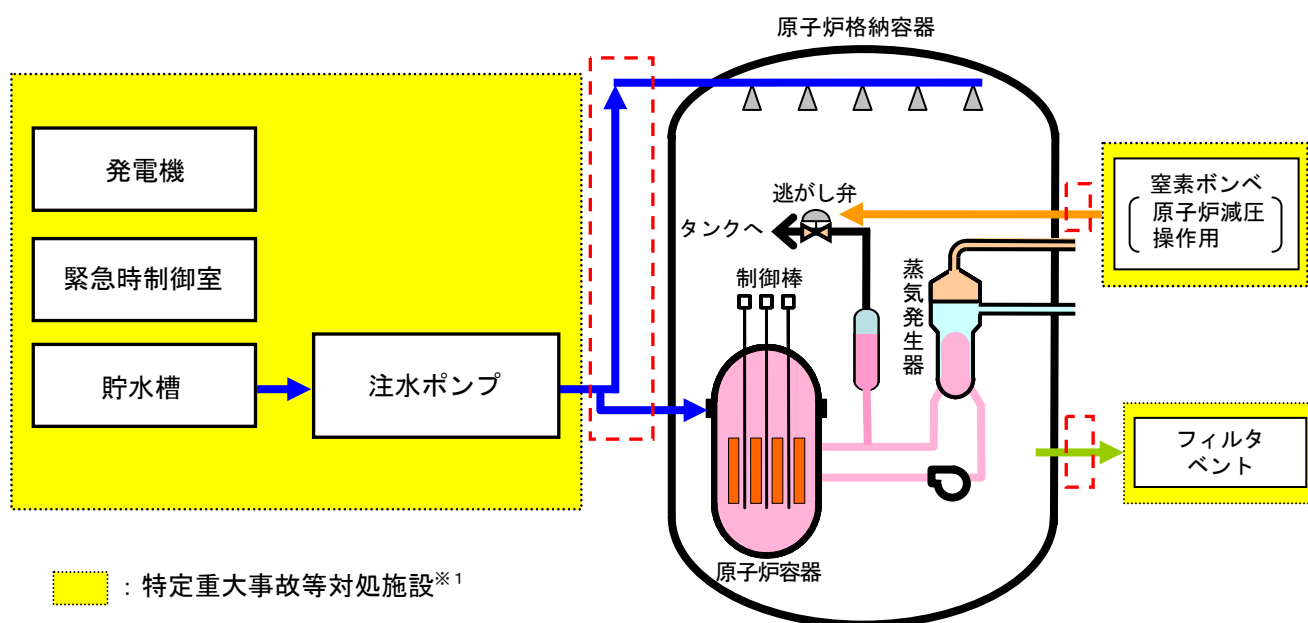 原子炉格納容器
発電機
緊急時制御室
貯水槽
注水ポンプ
逃がし弁
タンクへ
制御棒
蒸気発生器
原子炉容器
窒素ボンベ
原子炉減圧
操作用
フィルタ
ベント
:特定重大事故等対処施設※1